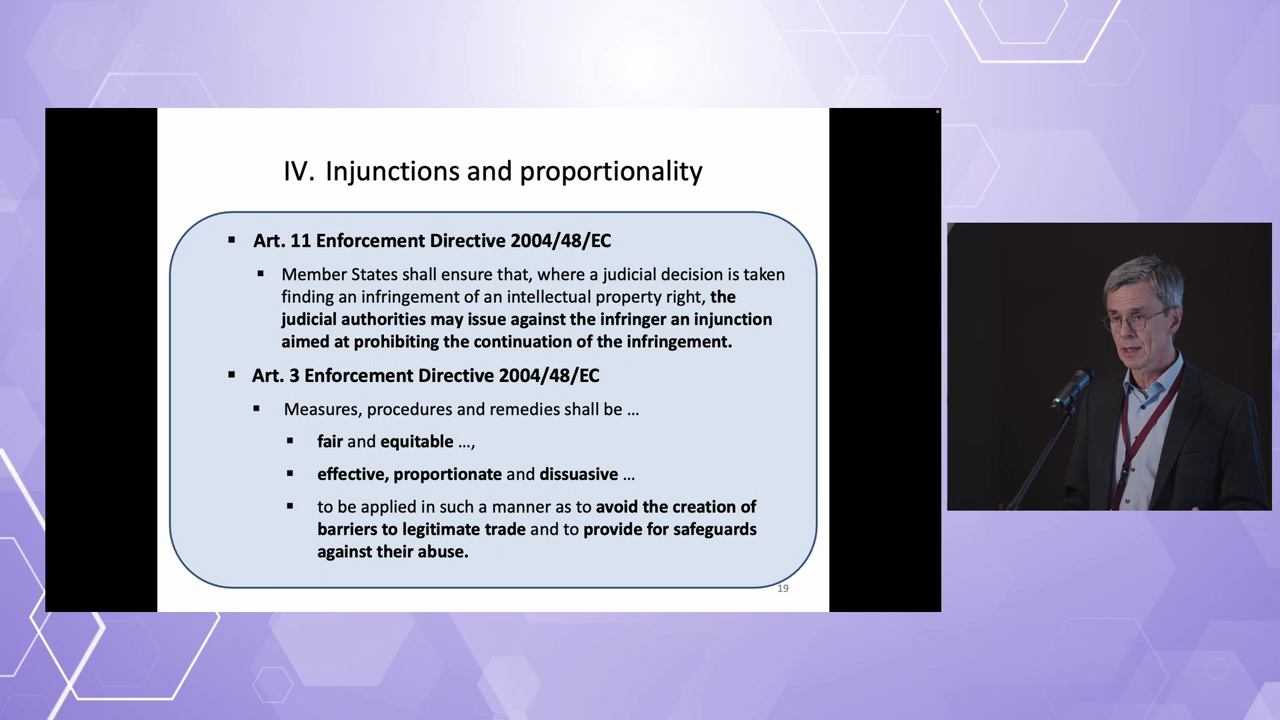 IV. Injunctions and proportionality
▪ Art. 11 Enforcement Directive 2004/48/EC
▪ Member States shall ensure that, where a judicial decision is taken
finding an infringement of an intellectual property right, the
judicial authorities may issue against the infringer an injunction
aimed at prohibiting the continuation of the infringement.
▪ Art. 3 Enforcement Directive 2004/48/EC
▪ Measures, procedures and remedies shall be …
▪ fair and equitable …,
▪ effective, proportionate and dissuasive …
▪ to be applied in such a manner as to avoid the creation of
barriers to legitimate trade and to provide for safeguards
against their abuse.
19